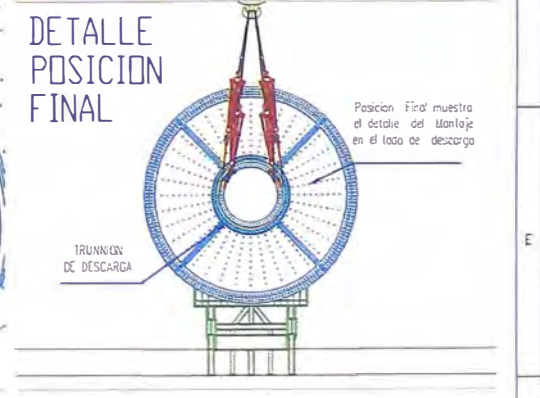 DETALLE
POSICION
FINAL
Posicion Final muestra
el detalle del Montaje
en el lado de descarga
TRUNNION
DE DESCARGA
E